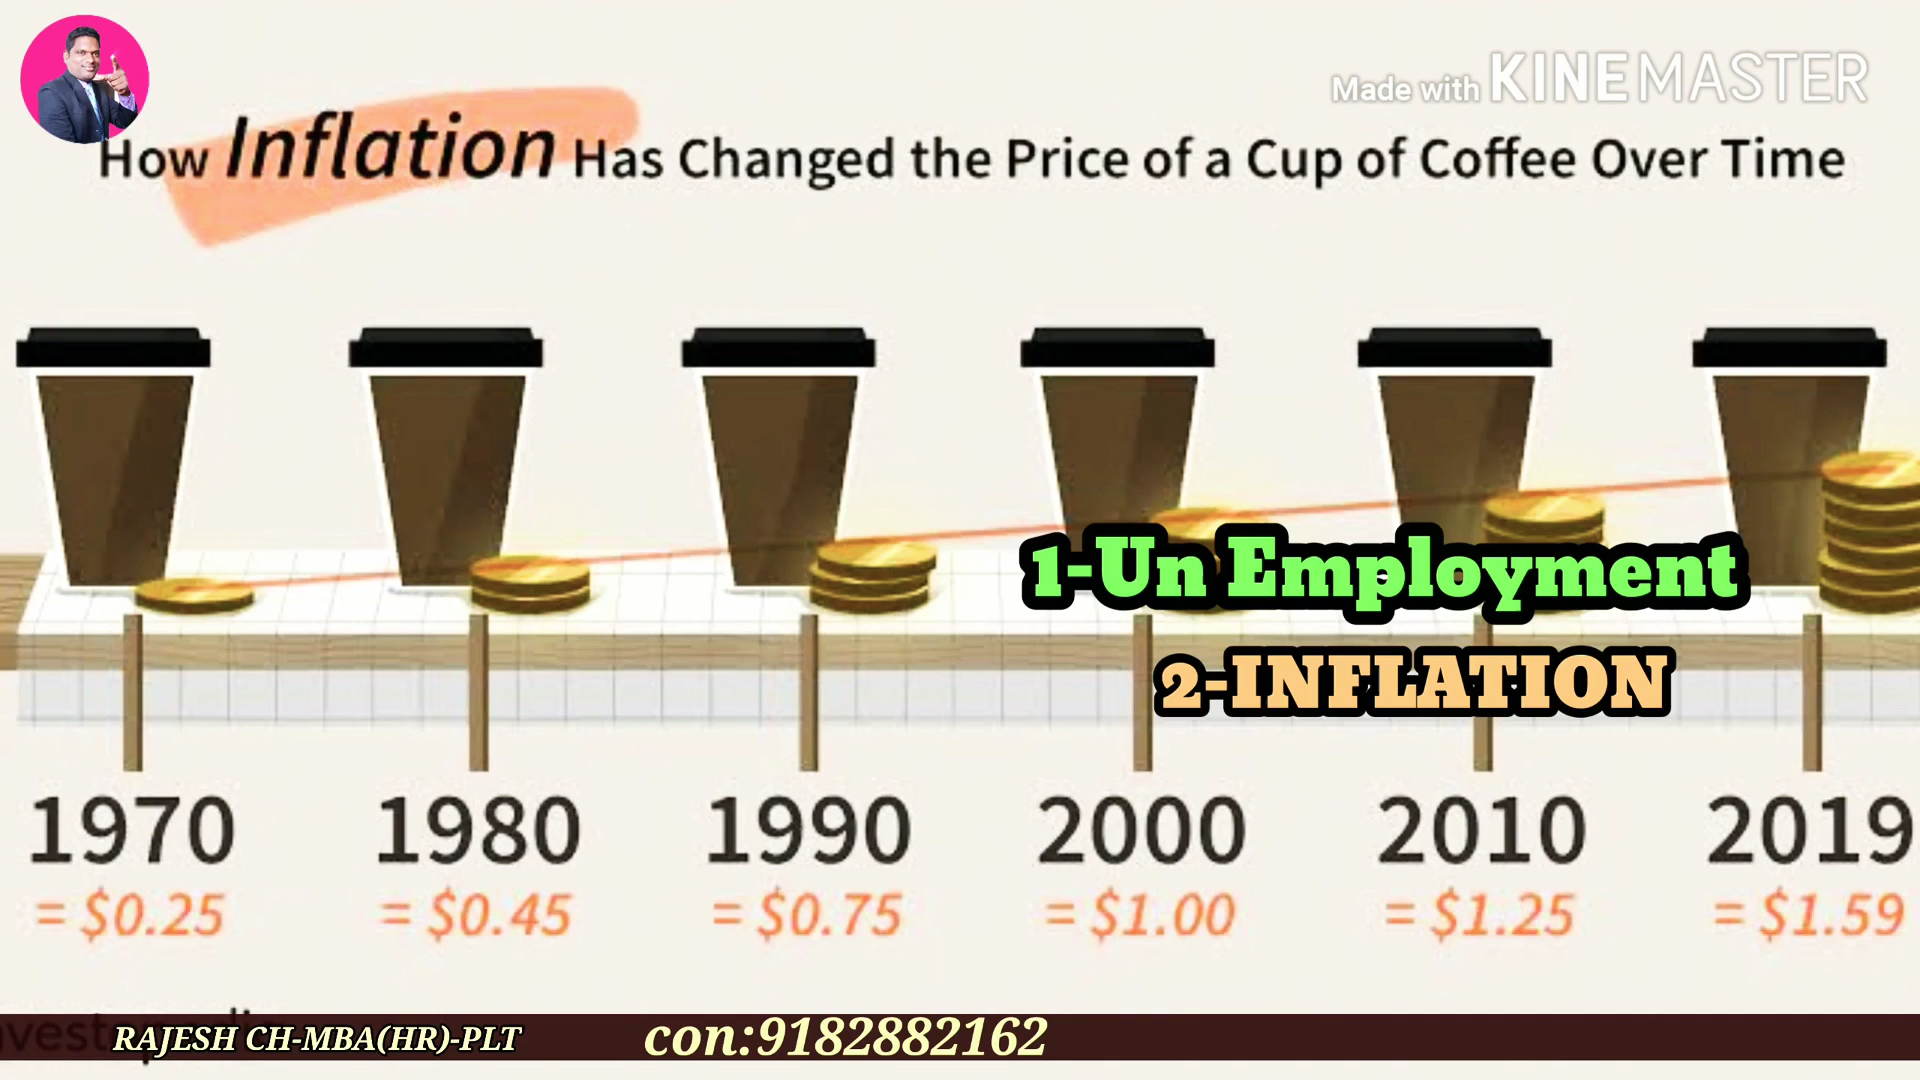 Made with KINEMASTER
How Inflation Has Changed the Price of a Cup of Coffee Over Time
1-Un Employment
2-INFLATION
1970 1980 1990 2000 2010 2019
= $0.25 = $0.45 = $0.75 = $1.00 = $1.25 = $1.59
RAJESH CH-MBA(HR)-PLT con:9182882162